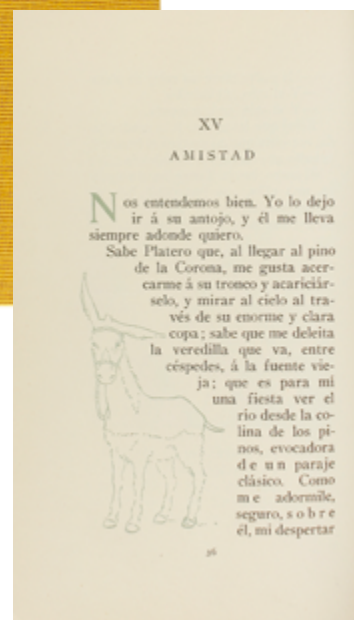 XV
AMISTAD
Nos entendemos bien. Yo lo dejo
ir á su antojo, y él me lleva
siempre adonde quiero.
Sabe Platero que, al llegar al pino
de la Corona, me gusta acer-
carme á su tronco y acariciár-
selo, y mirar al cielo al tra-
vés de su enorme y clara
copa; sabe que me deleita
la veredilla que va, entre
céspedes, á la fuente vie-
ja; que es para mí
una fiesta ver el
río desde la co-
lina de los pi-
nos, evocadora
de un paraje
clásico. Como
me adormile,
seguro, sobre
él, mi despertar
36